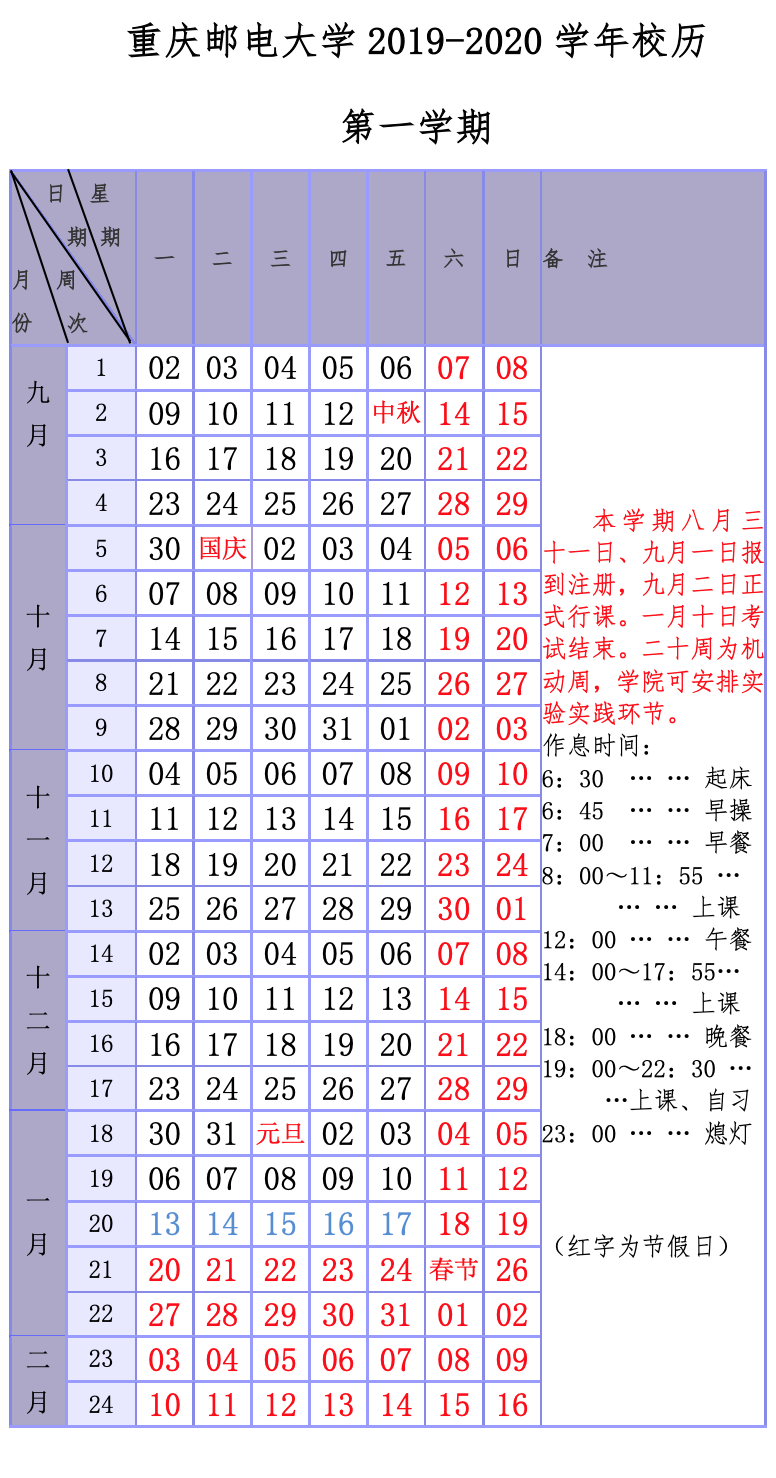 重庆邮电大学 2019-2020 学年校历
第一学期
日 星
期 期
月 周
份 次
一 二 三 四 五 六 日 备 注
九月
1 02 03 04 05 06 07 08
2 09 10 11 12 中秋 14 15
3 16 17 18 19 20 21 22
4 23 24 25 26 27 28 29
十月
5 30 国庆 02 03 04 05 06
6 07 08 09 10 11 12 13
7 14 15 16 17 18 19 20
8 21 22 23 24 25 26 27
9 28 29 30 31 01 02 03
十一月
10 04 05 06 07 08 09 10
11 11 12 13 14 15 16 17
12 18 19 20 21 22 23 24
13 25 26 27 28 29 30 01
十二月
14 02 03 04 05 06 07 08
15 09 10 11 12 13 14 15
16 16 17 18 19 20 21 22
17 23 24 25 26 27 28 29
一月
18 30 31 元旦 02 03 04 05
19 06 07 08 09 10 11 12
20 13 14 15 16 17 18 19
21 20 21 22 23 24 春节 26
22 27 28 29 30 31 01 02
二月
23 03 04 05 06 07 08 09
24 10 11 12 13 14 15 16
本学期八月三
十一日、九月一日报
到注册，九月二日正
式行课。一月十日考
试结束。二十周为机
动周，学院可安排实
验实践环节。
作息时间：
6：30 … … 起床
6：45 … … 早操
7：00 … … 早餐
8：00～11：55 …
… … 上课
12：00 … … 午餐
14：00～17：55…
… … 上课
18：00 … … 晚餐
19：00～22：30 …
…上课、自习
23：00 … … 熄灯
（红字为节假日）